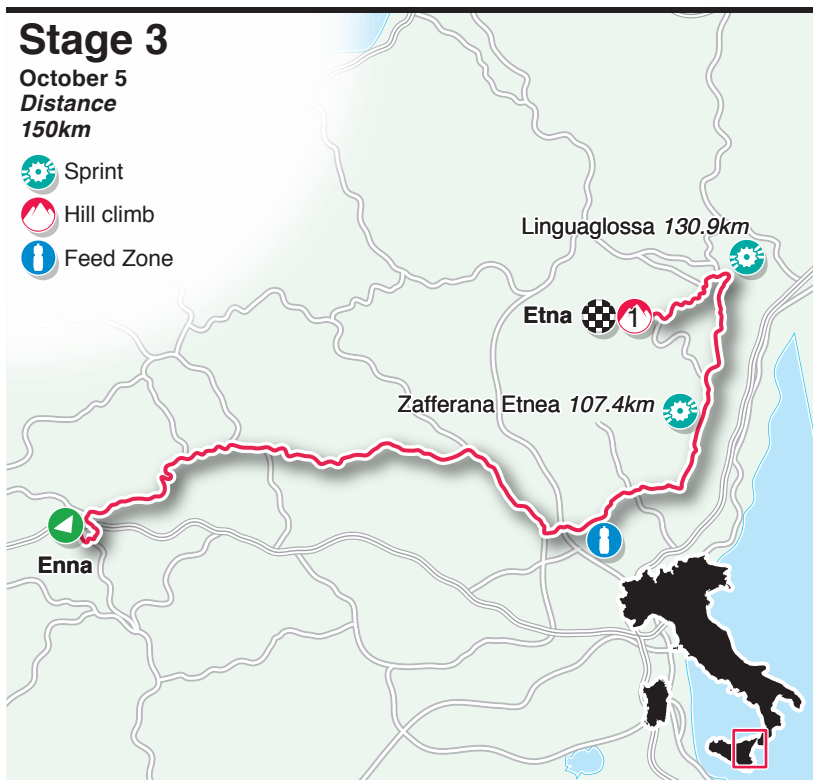 Stage 3
October 5
Distance
150km
Sprint
Hill climb
Feed Zone
Linguaglossa 130.9km
Etna 1
Zafferana Etnea 107.4km
Enna